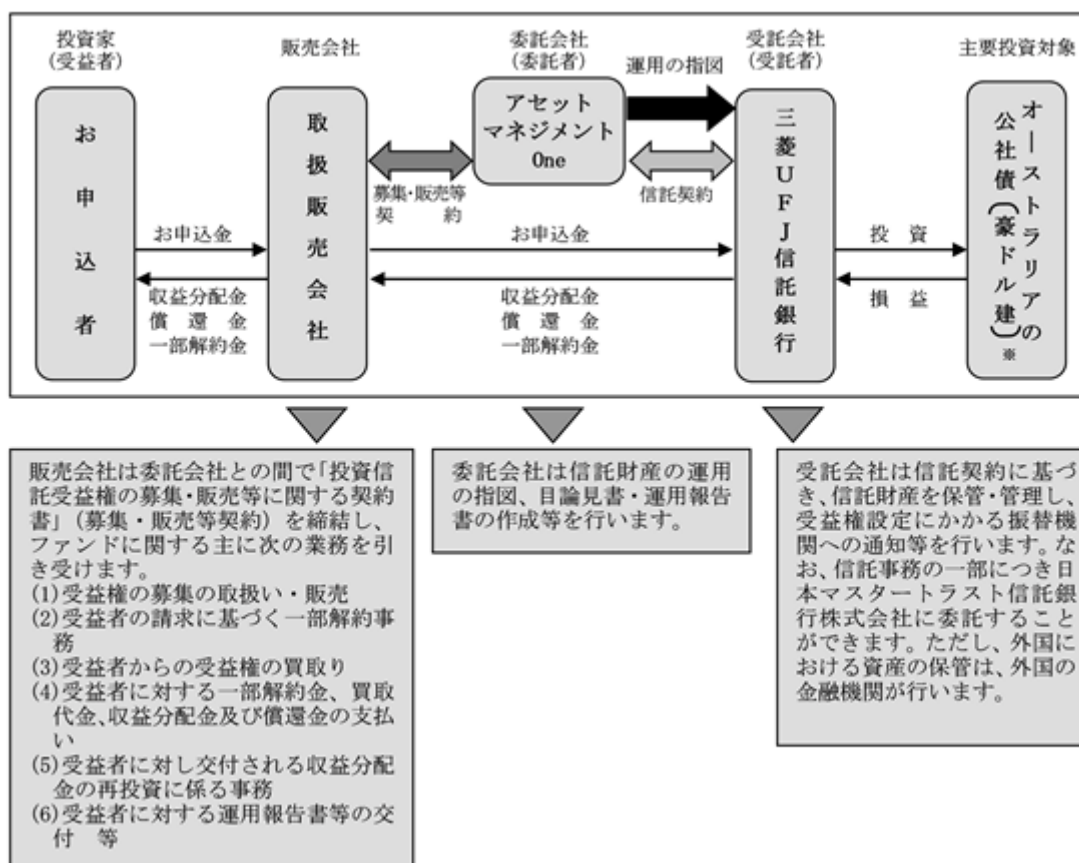 投資家
(受益者)
販売会社
委託会社
(委託者)
受託会社
(受託者)
主要投資対象
運用の指図
お申込者
取扱販売会社
アセット
マネジメント
One
三菱UFJ信託銀行
オーストラリアの
公社債(豪ドル建)※
募集・販売等
契　　約
信託契約
お申込金
お申込金
投　資
収益分配金
償　還　金
一部解約金
収益分配金
償　還　金
一部解約金
損　益
販売会社は委託会社との間で「投資信
託受益権の募集・販売等に関する契約
書」（募集・販売等契約）を締結し、
ファンドに関する主に次の業務を引
き受けます。
(1)受益権の募集の取扱い・販売
(2)受益者の請求に基づく一部解約事
務
(3)受益者からの受益権の買取り
(4)受益者に対する一部解約金、買取
代金、収益分配金及び償還金の支払
い
(5)受益者に対し交付される収益分配
金の再投資に係る事務
(6)受益者に対する運用報告書等の交
付　等
委託会社は信託財産の運用
の指図、目論見書・運用報告
書の作成等を行います。
受託会社は信託契約に基づ
き、信託財産を保管・管理し、
受益権設定にかかる振替機
関への通知等を行います。な
お、信託事務の一部につき日
本マスタートラスト信託銀
行株式会社に委託すること
ができます。ただし、外国に
おける資産の保管は、外国の
金融機関が行います。